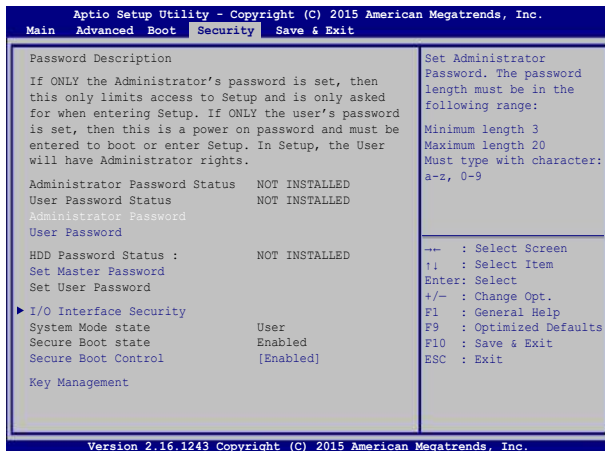 Aptio Setup Utility - Copyright (C) 2015 American Megatrends, Inc.
Main Advanced Boot Security Save & Exit
Password Description
If ONLY the Administrator's password is set, then
this only limits access to Setup and is only asked
for when entering Setup. If ONLY the user's password
is set, then this is a power on password and must be
entered to boot or enter Setup. In Setup, the User
will have Administrator rights.
Administrator Password Status NOT INSTALLED
User Password Status NOT INSTALLED
Administrator Password
User Password
HDD Password Status : NOT INSTALLED
Set Master Password
Set User Password
I/O Interface Security
System Mode state User
Secure Boot state Enabled
Secure Boot Control [Enabled]
Key Management
Set Administrator
Password. The password
length must be in the
following range:
Minimum length 3
Maximum length 20
Must type with character:
a-z, 0-9
→← : Select Screen
↑↓ : Select Item
Enter: Select
+/— : Change Opt.
F1 : General Help
F9 : Optimized Defaults
F10 : Save & Exit
ESC : Exit
Version 2.16.1243 Copyright (C) 2015 American Megatrends, Inc.